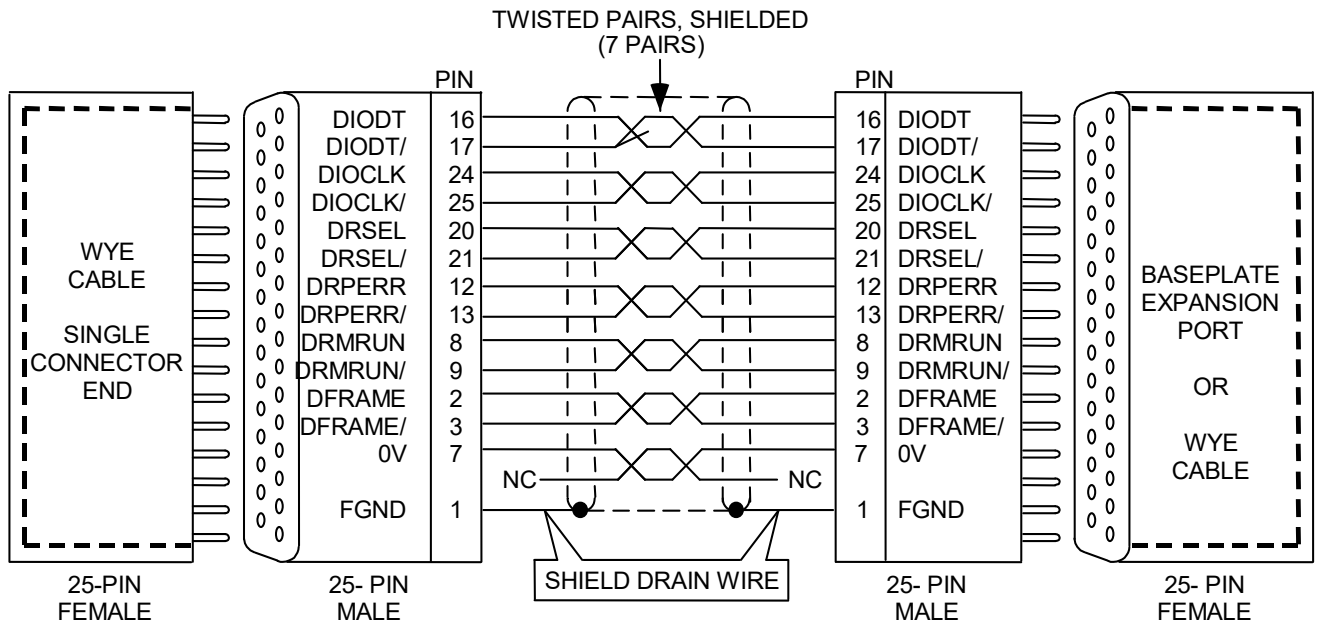 TWISTED PAIRS, SHIELDED
(7 PAIRS)
PIN
PIN
DIODT 16
16 DIODT
DIODT/ 17
17 DIODT/
DIOCLK 24
24 DIOCLK
DIOCLK/ 25
25 DIOCLK/
DRSEL 20
20 DRSEL
DRSEL/ 21
21 DRSEL/
DRPERR 12
12 DRPERR
DRPERR/ 13
13 DRPERR/
DRMRUN 8
8 DRMRUN
DRMRUN/ 9
9 DRMRUN/
DFRAME 2
2 DFRAME
DFRAME/ 3
3 DFRAME/
0V 7
7 0V
NC
NC
FGND 1
1 FGND
WYE
CABLE
SINGLE
CONNECTOR
END
BASEPLATE
EXPANSION
PORT
OR
WYE
CABLE
SHIELD DRAIN WIRE
25-PIN
FEMALE
25- PIN
MALE
25- PIN
MALE
25- PIN
FEMALE